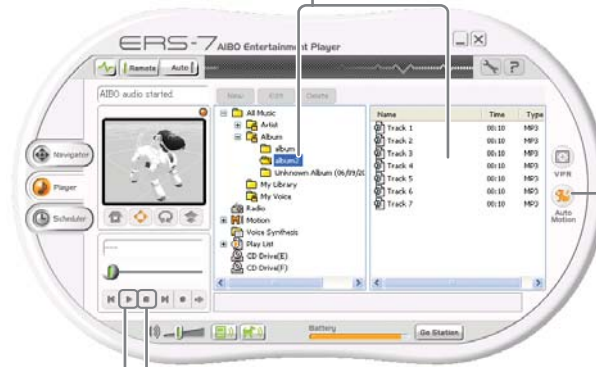 ERS-7 AIBO Entertainment Player
Remote Auto
?
AIBO audio started.
New Edit Delete
All Music
Artist
Album
album
album2
Unknown Album (06/09/20
My Library
My Voice
Radio
Motion
Voice Synthesis
Play List
CD Drive(E)
CD Drive(F)
Name Time Type
Track 1 00:10 MP3
Track 2 00:10 MP3
Track 3 00:10 MP3
Track 4 00:10 MP3
Track 5 00:10 MP3
Track 6 00:10 MP3
Track 7 00:10 MP3
Navigator
Player
Scheduler
VPR
Auto
Motion
Battery
Go Station